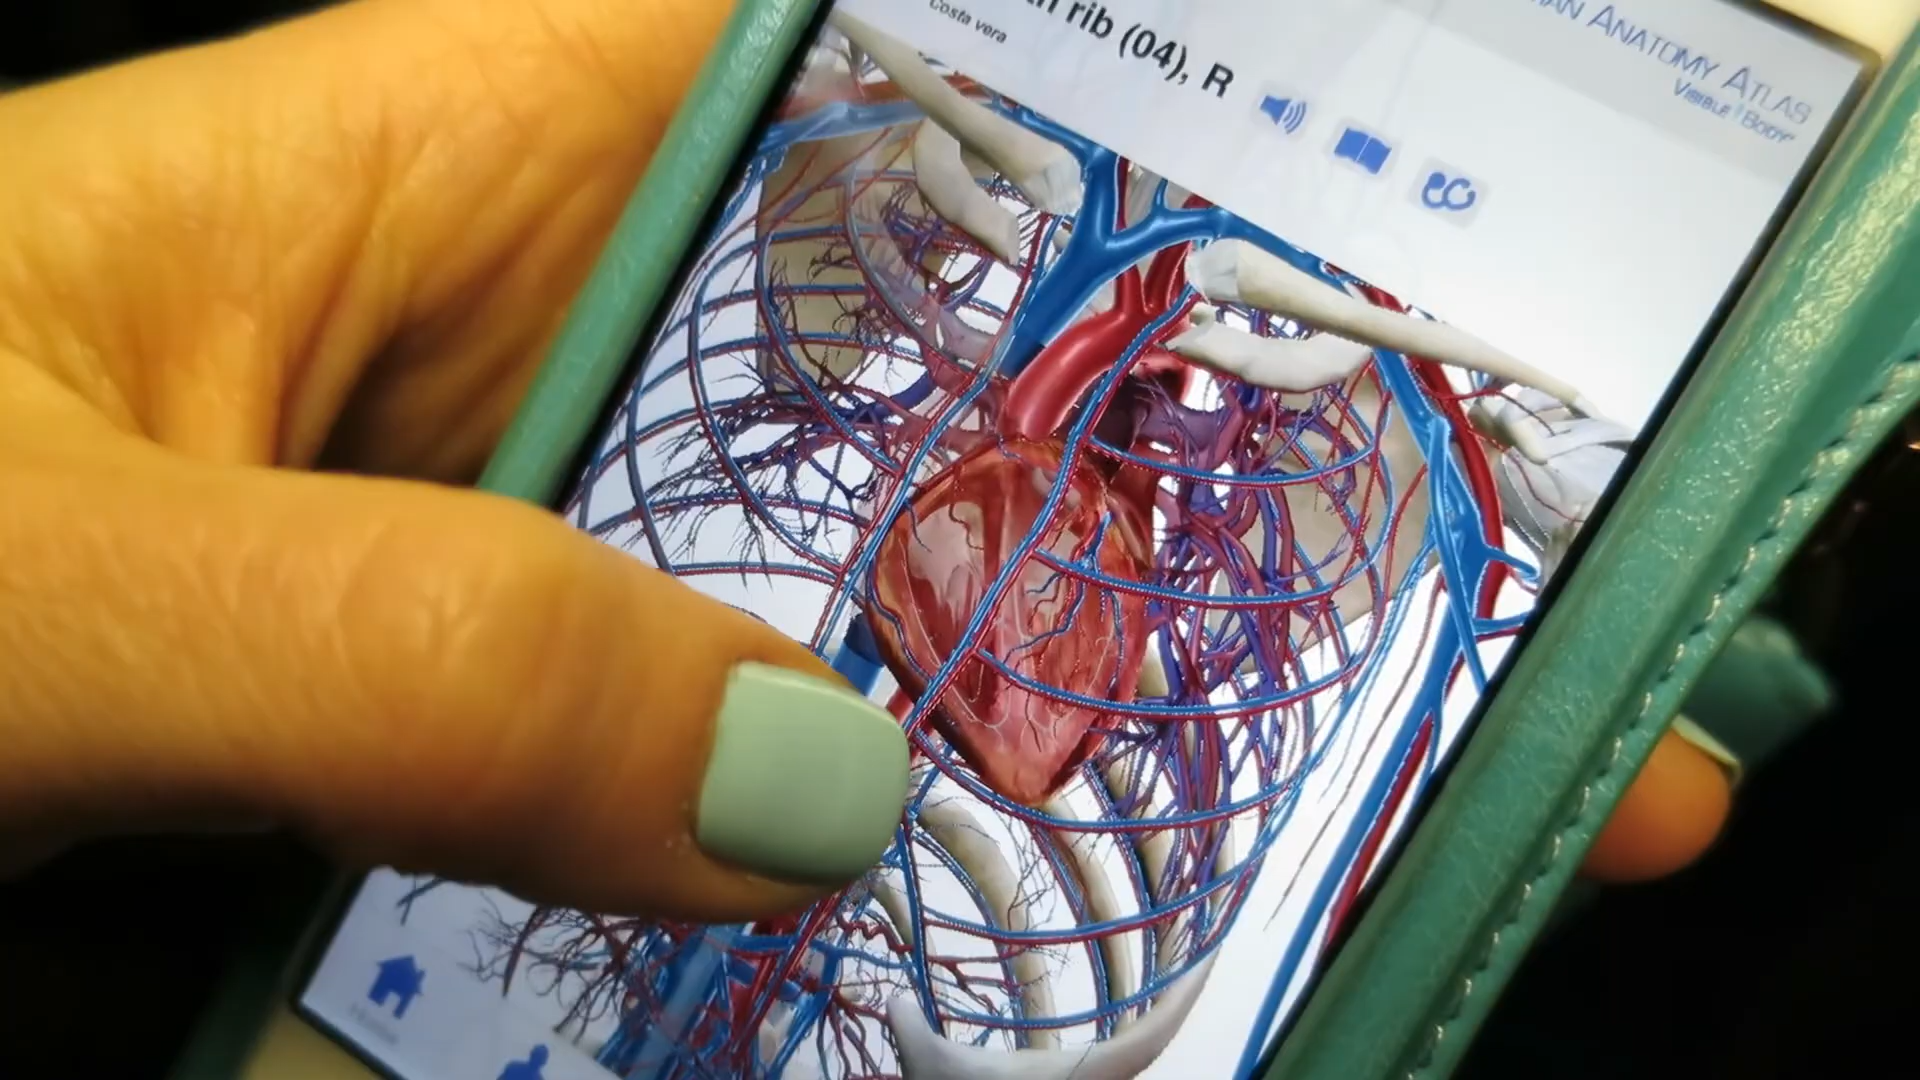 rib (04), R
Costa vera
ANATOMY ATLAS
VISIBLE BODY